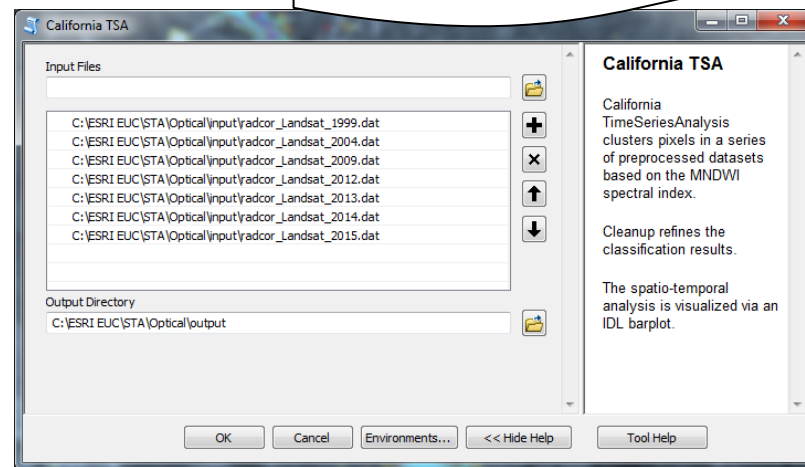 California TSA
Input Files
C:\ESRI EUC\STA\Optical\input\radcor_Landsat_1999.dat
C:\ESRI EUC\STA\Optical\input\radcor_Landsat_2004.dat
C:\ESRI EUC\STA\Optical\input\radcor_Landsat_2009.dat
C:\ESRI EUC\STA\Optical\input\radcor_Landsat_2012.dat
C:\ESRI EUC\STA\Optical\input\radcor_Landsat_2013.dat
C:\ESRI EUC\STA\Optical\input\radcor_Landsat_2014.dat
C:\ESRI EUC\STA\Optical\input\radcor_Landsat_2015.dat
Output Directory
C:\ESRI EUC\STA\Optical\output
OK Cancel Environments... << Hide Help Tool Help
California TSA
California
TimeSeriesAnalysis
clusters pixels in a series
of preprocessed datasets
based on the MNDWI
spectral index.
Cleanup refines the
classification results.
The spatio-temporal
analysis is visualized via an
IDL barplot.